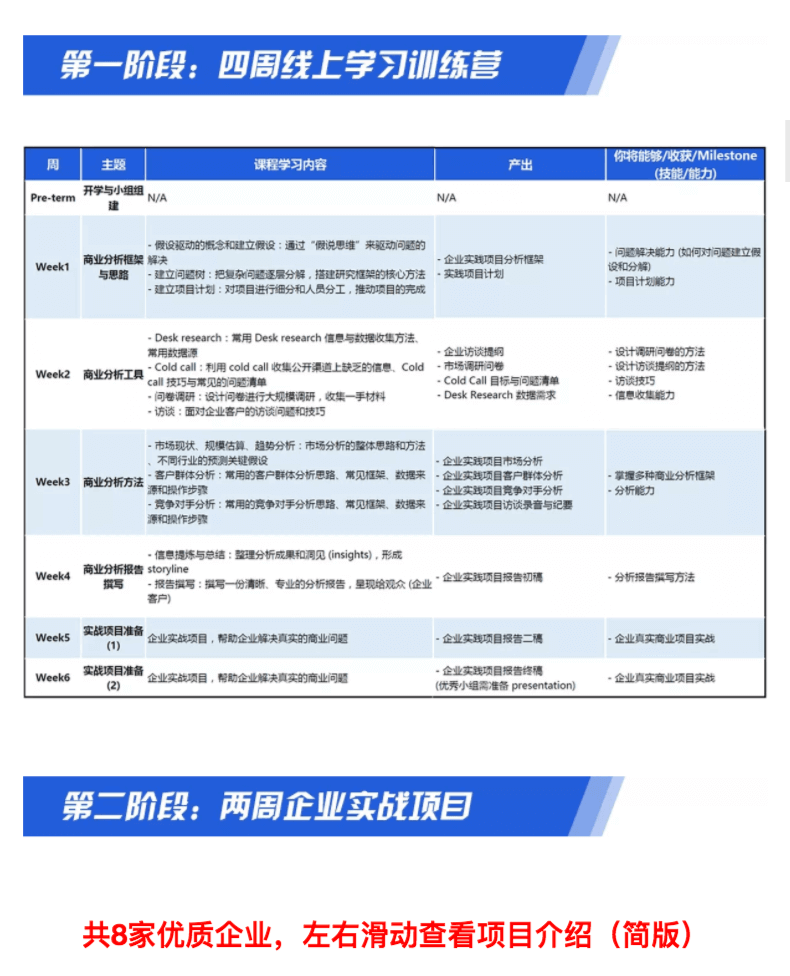 第一阶段：四周线上学习训练营
周
主题
课程学习内容
产出
你将能够/收获/Milestone
(技能/能力)
Pre-term
开学与小组组
建
N/A
N/A
N/A
Week1
商业分析框架
与思路
- 假设驱动的概念和建立假设：通过“假说思维”来驱动问题的
解决
- 建立问题树：把复杂问题逐层分解，搭建研究框架的核心方法
- 建立项目计划：对项目进行细分和人员分工，推动项目的完成
- 企业实践项目分析框架
- 实践项目计划
- 问题解决能力 (如何对问题建立假
设和分解)
- 项目计划能力
Week2
商业分析工具
- Desk research：常用 Desk research 信息与数据收集方法、
常用数据源
- Cold call：利用 cold call 收集公开渠道上缺乏的信息、Cold
call 技巧与常见的问题清单
- 问卷调研：设计问卷进行大规模调研，收集一手材料
- 访谈：面对企业客户的访谈问题和技巧
- 企业访谈提纲
- 市场调研问卷
- Cold Call 目标与问题清单
- Desk Research 数据需求
- 设计调研问卷的方法
- 设计访谈提纲的方法
- 访谈技巧
- 信息收集能力
Week3
商业分析方法
- 市场现状、规模估算、趋势分析：市场分析的整体思路和方法
、不同行业的预测关键假设
- 客户群体分析：常用的客户群体分析思路、常见框架、数据来
源和操作步骤
- 竞争对手分析：常用的竞争对手分析思路、常见框架、数据来
源和操作步骤
- 企业实践项目市场分析
- 企业实践项目客户群体分析
- 企业实践项目竞争对手分析
- 企业实践项目访谈录音与纪要
- 掌握多种商业分析框架
- 分析能力
Week4
商业分析报告
撰写
- 信息提炼与总结：整理分析成果和洞见 (insights)，形成
storyline
- 报告撰写：撰写一份清晰、专业的分析报告，呈现给观众 (企业
客户)
- 企业实践项目报告初稿
- 分析报告撰写方法
Week5
实战项目准备
(1)
企业实战项目，帮助企业解决真实的商业问题
- 企业实践项目报告二稿
- 企业真实商业项目实战
Week6
实战项目准备
(2)
企业实战项目，帮助企业解决真实的商业问题
- 企业实践项目报告终稿
(优秀小组需准备 presentation)
- 企业真实商业项目实战
第二阶段：两周企业实战项目
共8家优质企业，左右滑动查看项目介绍（简版）